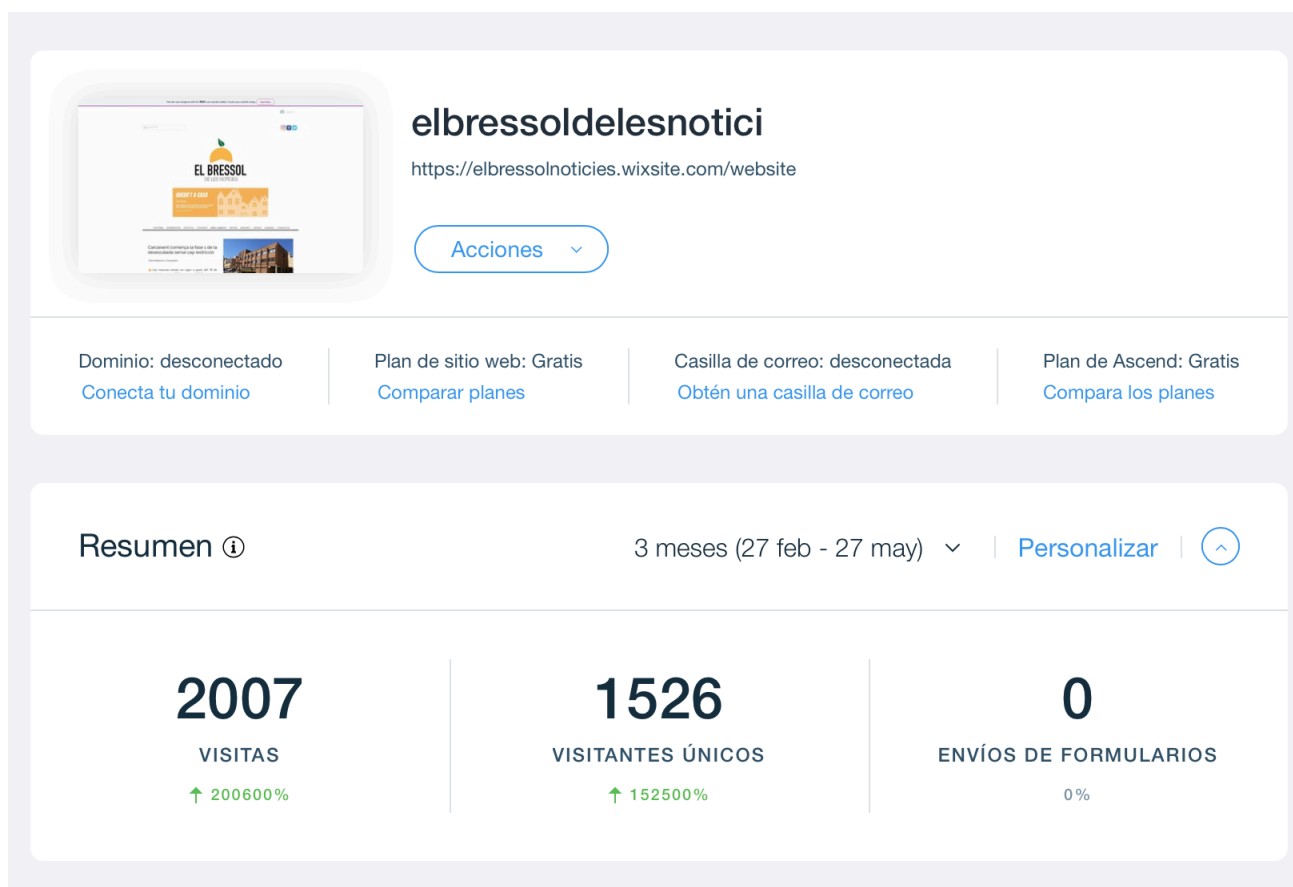 EL BRESSOL
DE LES NOTÍCIES
elbressoldelesnotici
https://elbressolnoticies.wixsite.com/website
Acciones
Dominio: desconectado
Conecta tu dominio
Plan de sitio web: Gratis
Comparar planes
Casilla de correo: desconectada
Obtén una casilla de correo
Plan de Ascend: Gratis
Compara los planes
Resumen
3 meses (27 feb - 27 may)
Personalizar
2007
VISITAS
200600%
1526
VISITANTES ÚNICOS
152500%
0
ENVÍOS DE FORMULARIOS
0%